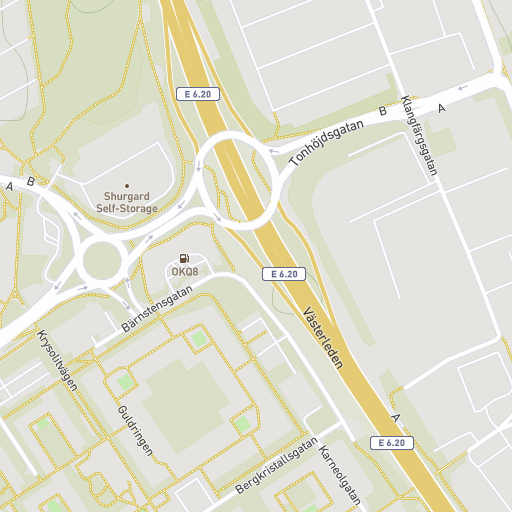 E 6.20
B
A
Klangfärgsgatan
Tonhöjdsgatan
B
A
Shurgard
Self-Storage
OKQ8
E 6.20
Bärnstensgatan
Västerleden
Krysolitvägen
Guldringen
A
E 6.20
Karneolgatan
Bergkristallsgatan